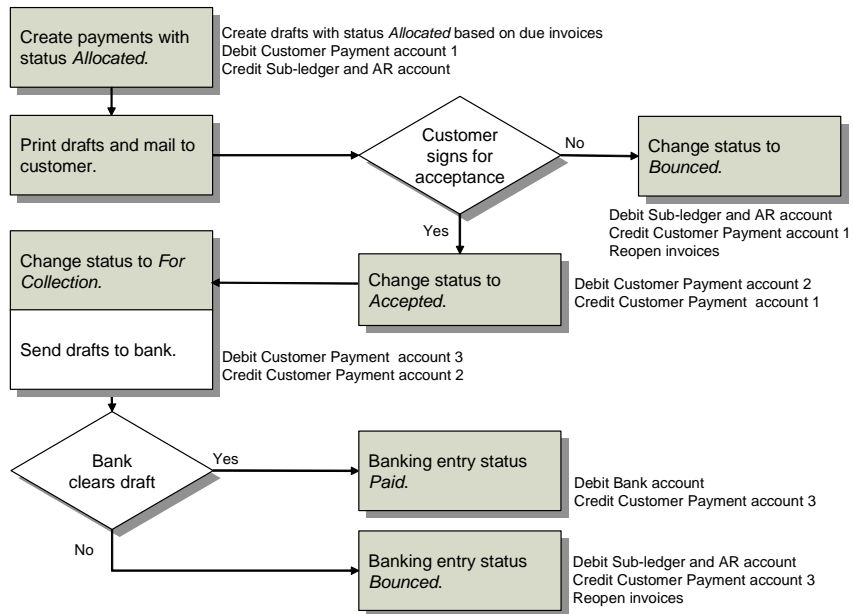 Create payments with
status Allocated.
Create drafts with status Allocated based on due invoices
Debit Customer Payment account 1
Credit Sub-ledger and AR account
Print drafts and mail to
customer.
Customer
signs for
acceptance
No
Change status to
Bounced.
Debit Sub-ledger and AR account
Credit Customer Payment account 1
Reopen invoices
Yes
Change status to
Accepted.
Debit Customer Payment account 2
Credit Customer Payment account 1
Change status to For
Collection.
Send drafts to bank.
Debit Customer Payment account 3
Credit Customer Payment account 2
Bank
clears draft
Yes
Banking entry status
Paid.
Debit Bank account
Credit Customer Payment account 3
No
Banking entry status
Bounced.
Debit Sub-ledger and AR account
Credit Customer Payment account 3
Reopen invoices